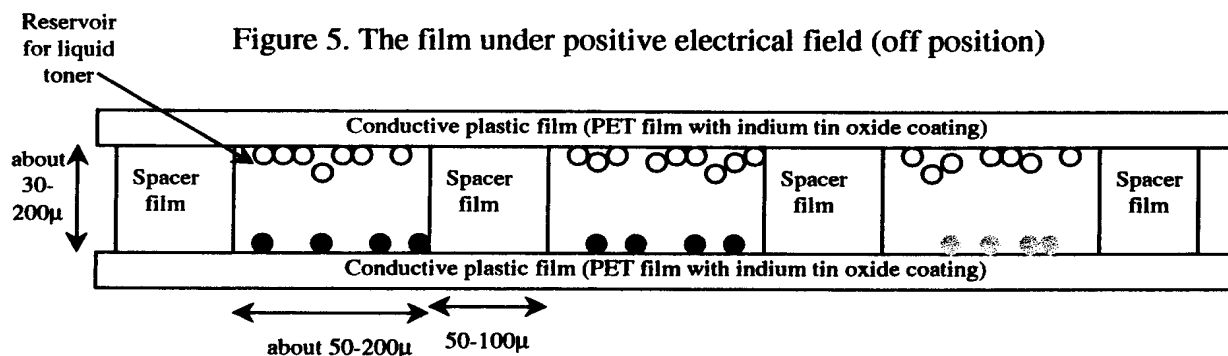 Reservoir
for liquid
toner
Figure 5. The film under positive electrical field (off position)
Conductive plastic film (PET film with indium tin oxide coating)
about
30-
200µ
Spacer
film
Spacer
film
Spacer
film
Spacer
film
Conductive plastic film (PET film with indium tin oxide coating)
about 50-200µ
50-100µ